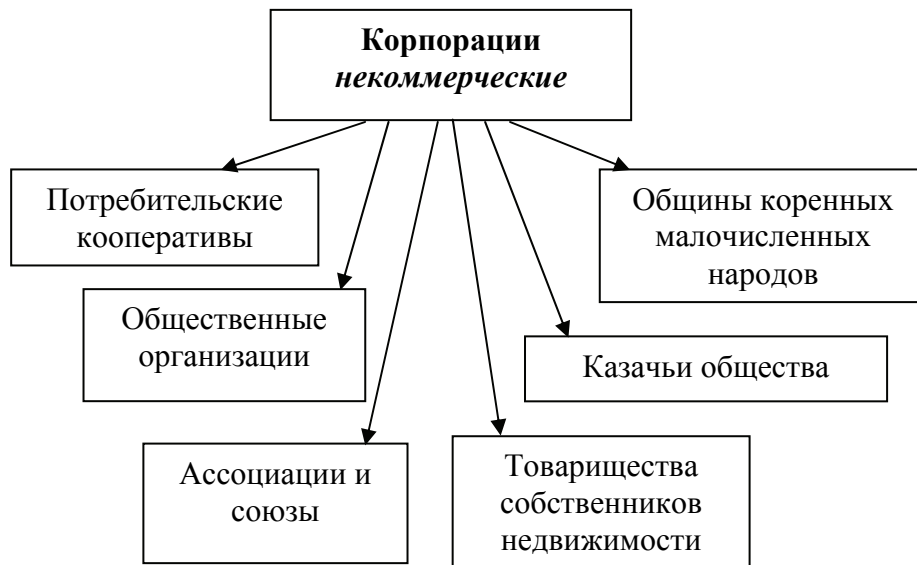 Корпорации
некоммерческие
Потребительские
кооперативы
Общины коренных
малочисленных
народов
Общественные
организации
Казачьи общества
Ассоциации и
союзы
Товарищества
собственников
недвижимости